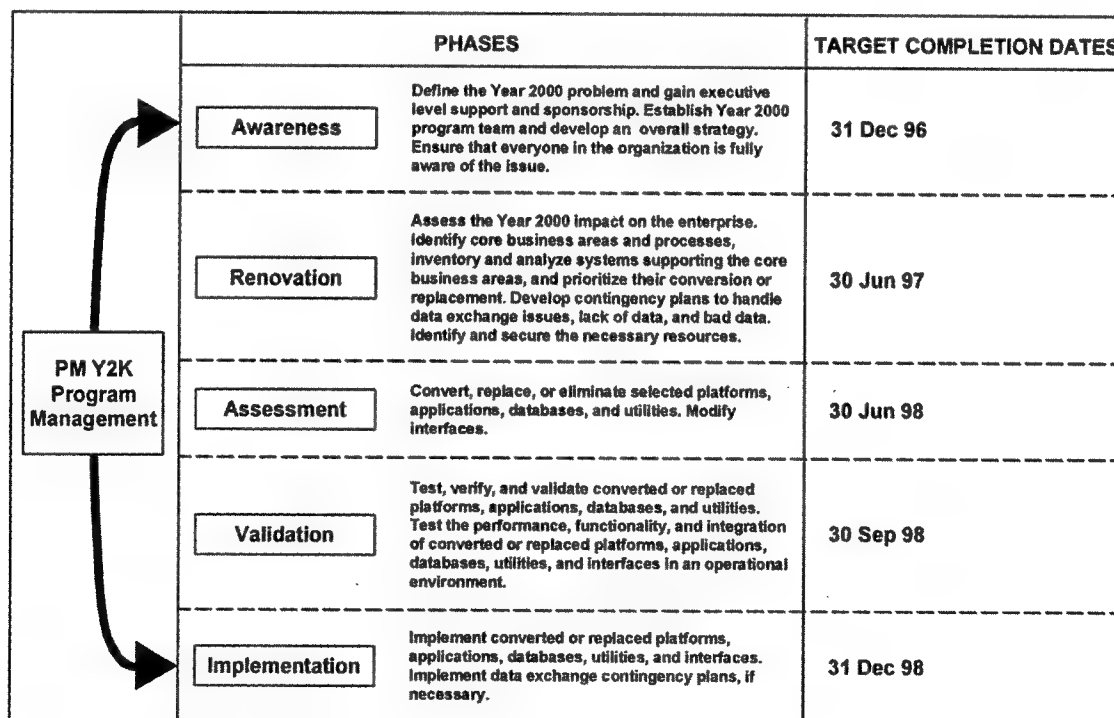 PHASES
TARGET COMPLETION DATES
Awareness
Define the Year 2000 problem and gain executive
level support and sponsorship. Establish Year 2000
program team and develop an overall strategy.
Ensure that everyone in the organization is fully
aware of the issue.
31 Dec 96
Renovation
Assess the Year 2000 impact on the enterprise.
Identify core business areas and processes,
inventory and analyze systems supporting the core
business areas, and prioritize their conversion or
replacement. Develop contingency plans to handle
data exchange issues, lack of data, and bad data.
Identify and secure the necessary resources.
30 Jun 97
PM Y2K
Program
Management
Assessment
Convert, replace, or eliminate selected platforms,
applications, databases, and utilities. Modify
interfaces.
30 Jun 98
Validation
Test, verify, and validate converted or replaced
platforms, applications, databases, and utilities.
Test the performance, functionality, and integration
of converted or replaced platforms, applications,
databases, utilities, and interfaces in an operational
environment.
30 Sep 98
Implementation
Implement converted or replaced platforms,
applications, databases, utilities, and interfaces.
Implement data exchange contingency plans, if
necessary.
31 Dec 98